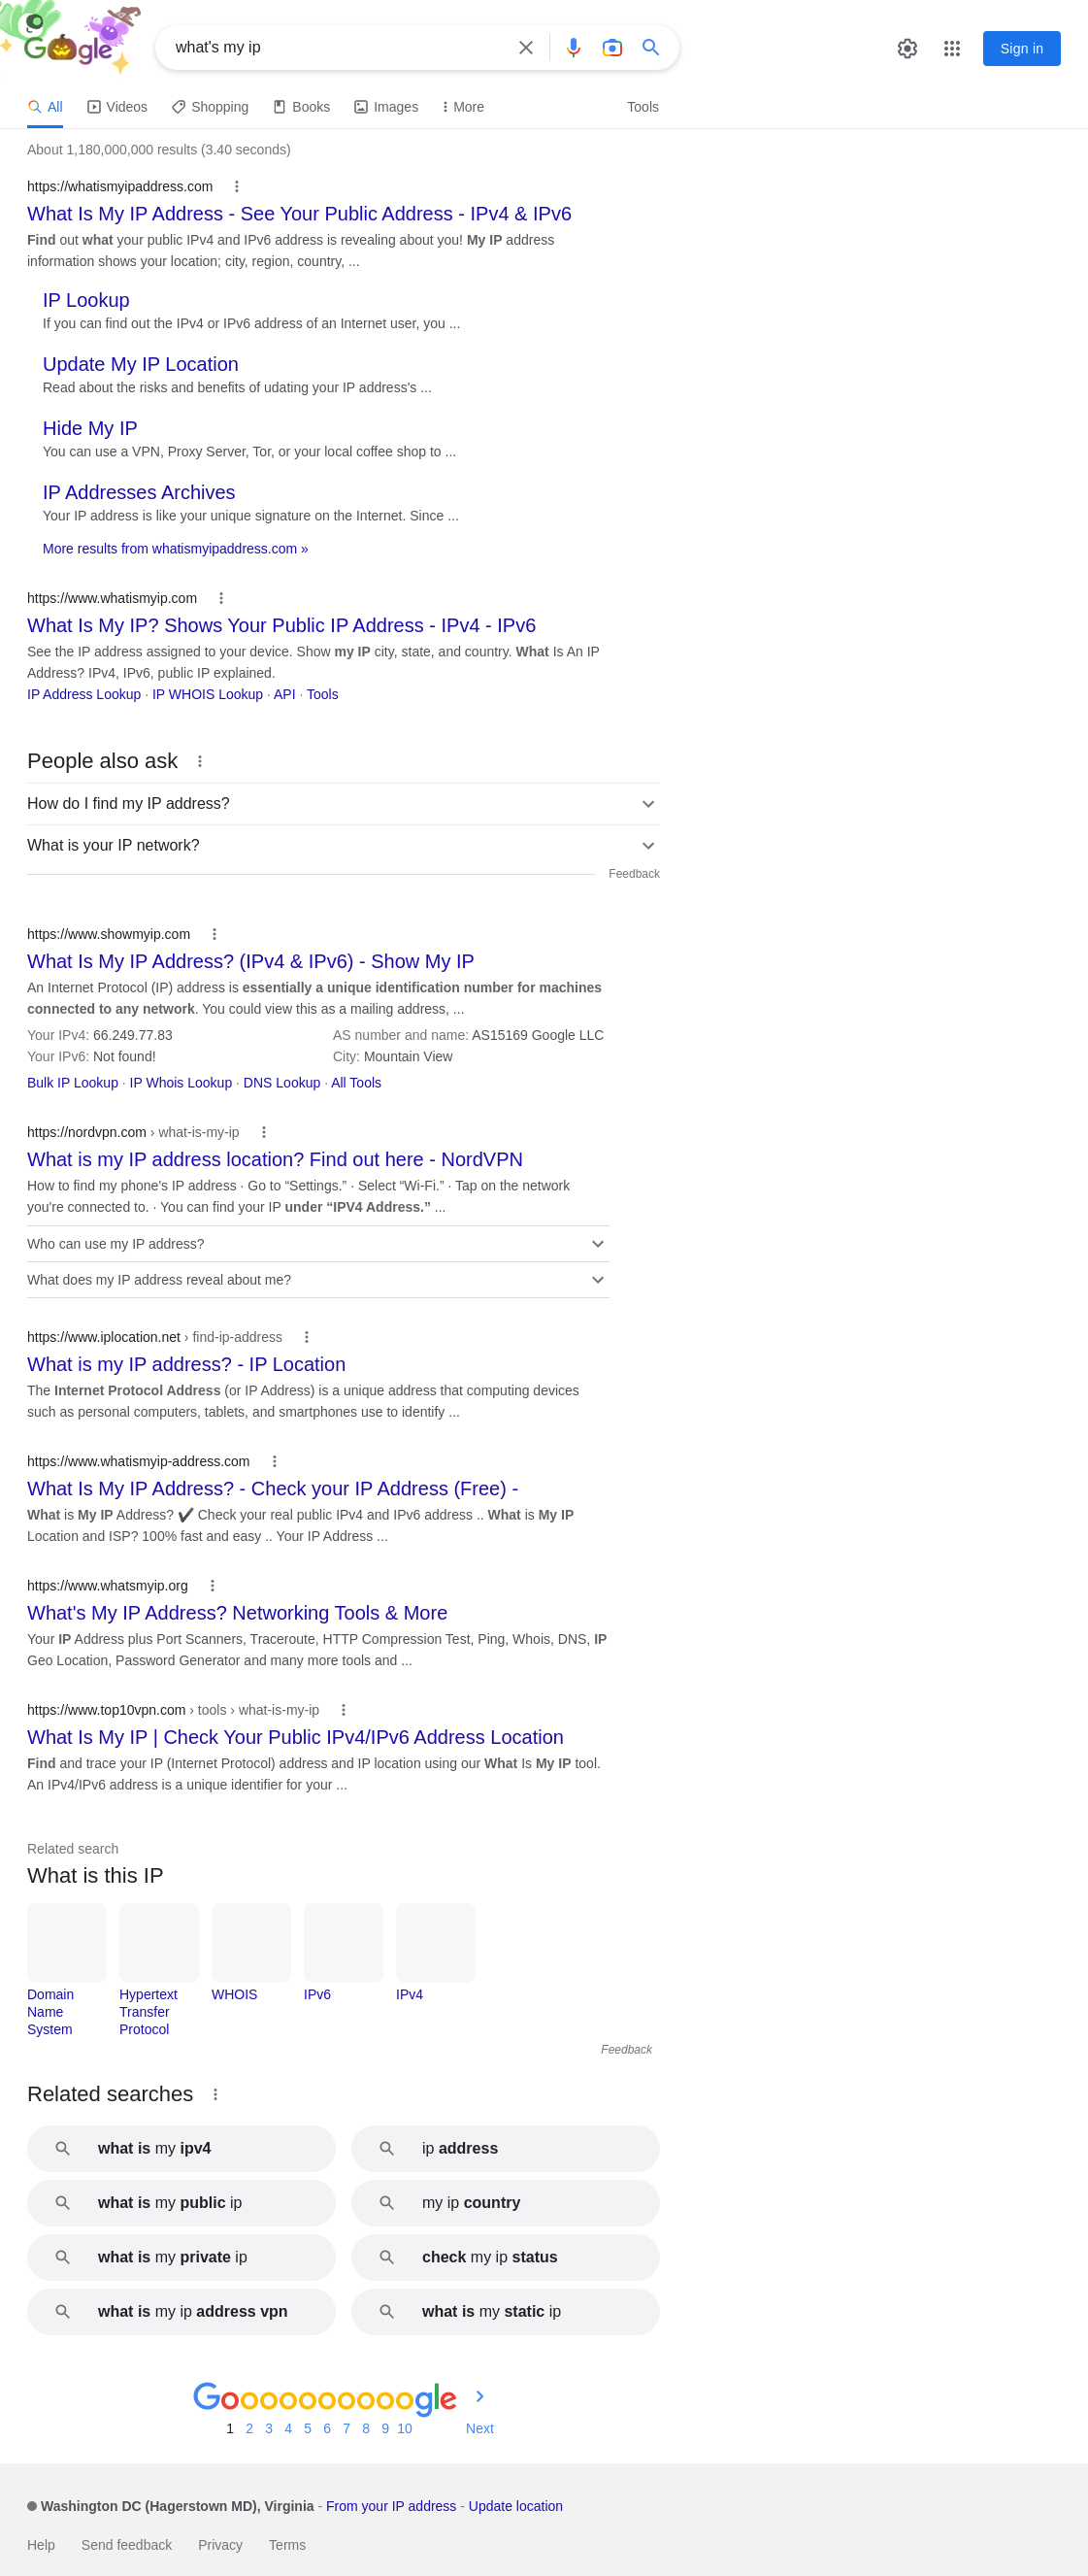 Google
what's my ip
Sign in
All
Videos
Shopping
Books
Images
More
Tools
About 1,180,000,000 results (3.40 seconds)
https://whatismyipaddress.com
What Is My IP Address - See Your Public Address - IPv4 & IPv6
Find out what your public IPv4 and IPv6 address is revealing about you! My IP address
information shows your location; city, region, country, ...
IP Lookup
If you can find out the IPv4 or IPv6 address of an Internet user, you ...
Update My IP Location
Read about the risks and benefits of udating your IP address's ...
Hide My IP
You can use a VPN, Proxy Server, Tor, or your local coffee shop to ...
IP Addresses Archives
Your IP address is like your unique signature on the Internet. Since ...
More results from whatismyipaddress.com »
https://www.whatismyip.com
What Is My IP? Shows Your Public IP Address - IPv4 - IPv6
See the IP address assigned to your device. Show my IP city, state, and country. What Is An IP
Address? IPv4, IPv6, public IP explained.
IP Address Lookup · IP WHOIS Lookup · API · Tools
People also ask
How do I find my IP address?
What is your IP network?
Feedback
https://www.showmyip.com
What Is My IP Address? (IPv4 & IPv6) - Show My IP
An Internet Protocol (IP) address is essentially a unique identification number for machines
connected to any network. You could view this as a mailing address, ...
Your IPv4: 66.249.77.83
AS number and name: AS15169 Google LLC
Your IPv6: Not found!
City: Mountain View
Bulk IP Lookup · IP Whois Lookup · DNS Lookup · All Tools
https://nordvpn.com › what-is-my-ip
What is my IP address location? Find out here - NordVPN
How to find my phone's IP address · Go to “Settings.” · Select “Wi-Fi.” · Tap on the network
you're connected to. · You can find your IP under “IPV4 Address.” ...
Who can use my IP address?
What does my IP address reveal about me?
https://www.iplocation.net › find-ip-address
What is my IP address? - IP Location
The Internet Protocol Address (or IP Address) is a unique address that computing devices
such as personal computers, tablets, and smartphones use to identify ...
https://www.whatismyip-address.com
What Is My IP Address? - Check your IP Address (Free) -
What is My IP Address? ✔️ Check your real public IPv4 and IPv6 address .. What is My IP
Location and ISP? 100% fast and easy .. Your IP Address ...
https://www.whatsmyip.org
What's My IP Address? Networking Tools & More
Your IP Address plus Port Scanners, Traceroute, HTTP Compression Test, Ping, Whois, DNS, IP
Geo Location, Password Generator and many more tools and ...
https://www.top10vpn.com › tools › what-is-my-ip
What Is My IP | Check Your Public IPv4/IPv6 Address Location
Find and trace your IP (Internet Protocol) address and IP location using our What Is My IP tool.
An IPv4/IPv6 address is a unique identifier for your ...
Related search
What is this IP
Domain
Name
System
Hypertext
Transfer
Protocol
WHOIS
IPv6
IPv4
Feedback
Related searches
what is my ipv4
ip address
what is my public ip
my ip country
what is my private ip
check my ip status
what is my ip address vpn
what is my static ip
Goooooooooogle
1 2 3 4 5 6 7 8 9 10 Next
Washington DC (Hagerstown MD), Virginia - From your IP address - Update location
Help Send feedback Privacy Terms